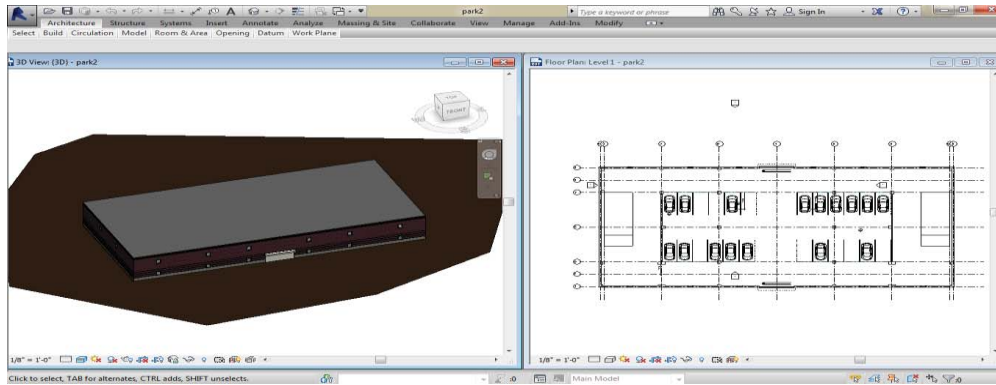 park2
Type a keyword or phrase
Sign In
Architecture Structure Systems Insert Annotate Analyze Massing & Site Collaborate View Manage Add-Ins Modify
Select Build Circulation Model Room & Area Opening Datum Work Plane
3D View: (3D) - park2
Floor Plan: Level 1 - park2
TOP
FRONT
1/8" = 1'-0"
1/8" = 1'-0"
Click to select, TAB for alternates, CTRL adds, SHIFT unselects.
:0
Main Model
:0